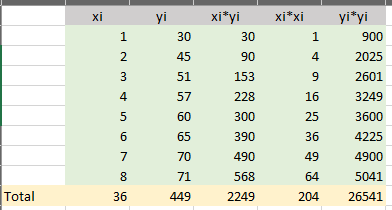 xi yi xi*yi xi*xi yi*yi
1 30 30 1 900
2 45 90 4 2025
3 51 153 9 2601
4 57 228 16 3249
5 60 300 25 3600
6 65 390 36 4225
7 70 490 49 4900
8 71 568 64 5041
Total 36 449 2249 204 26541